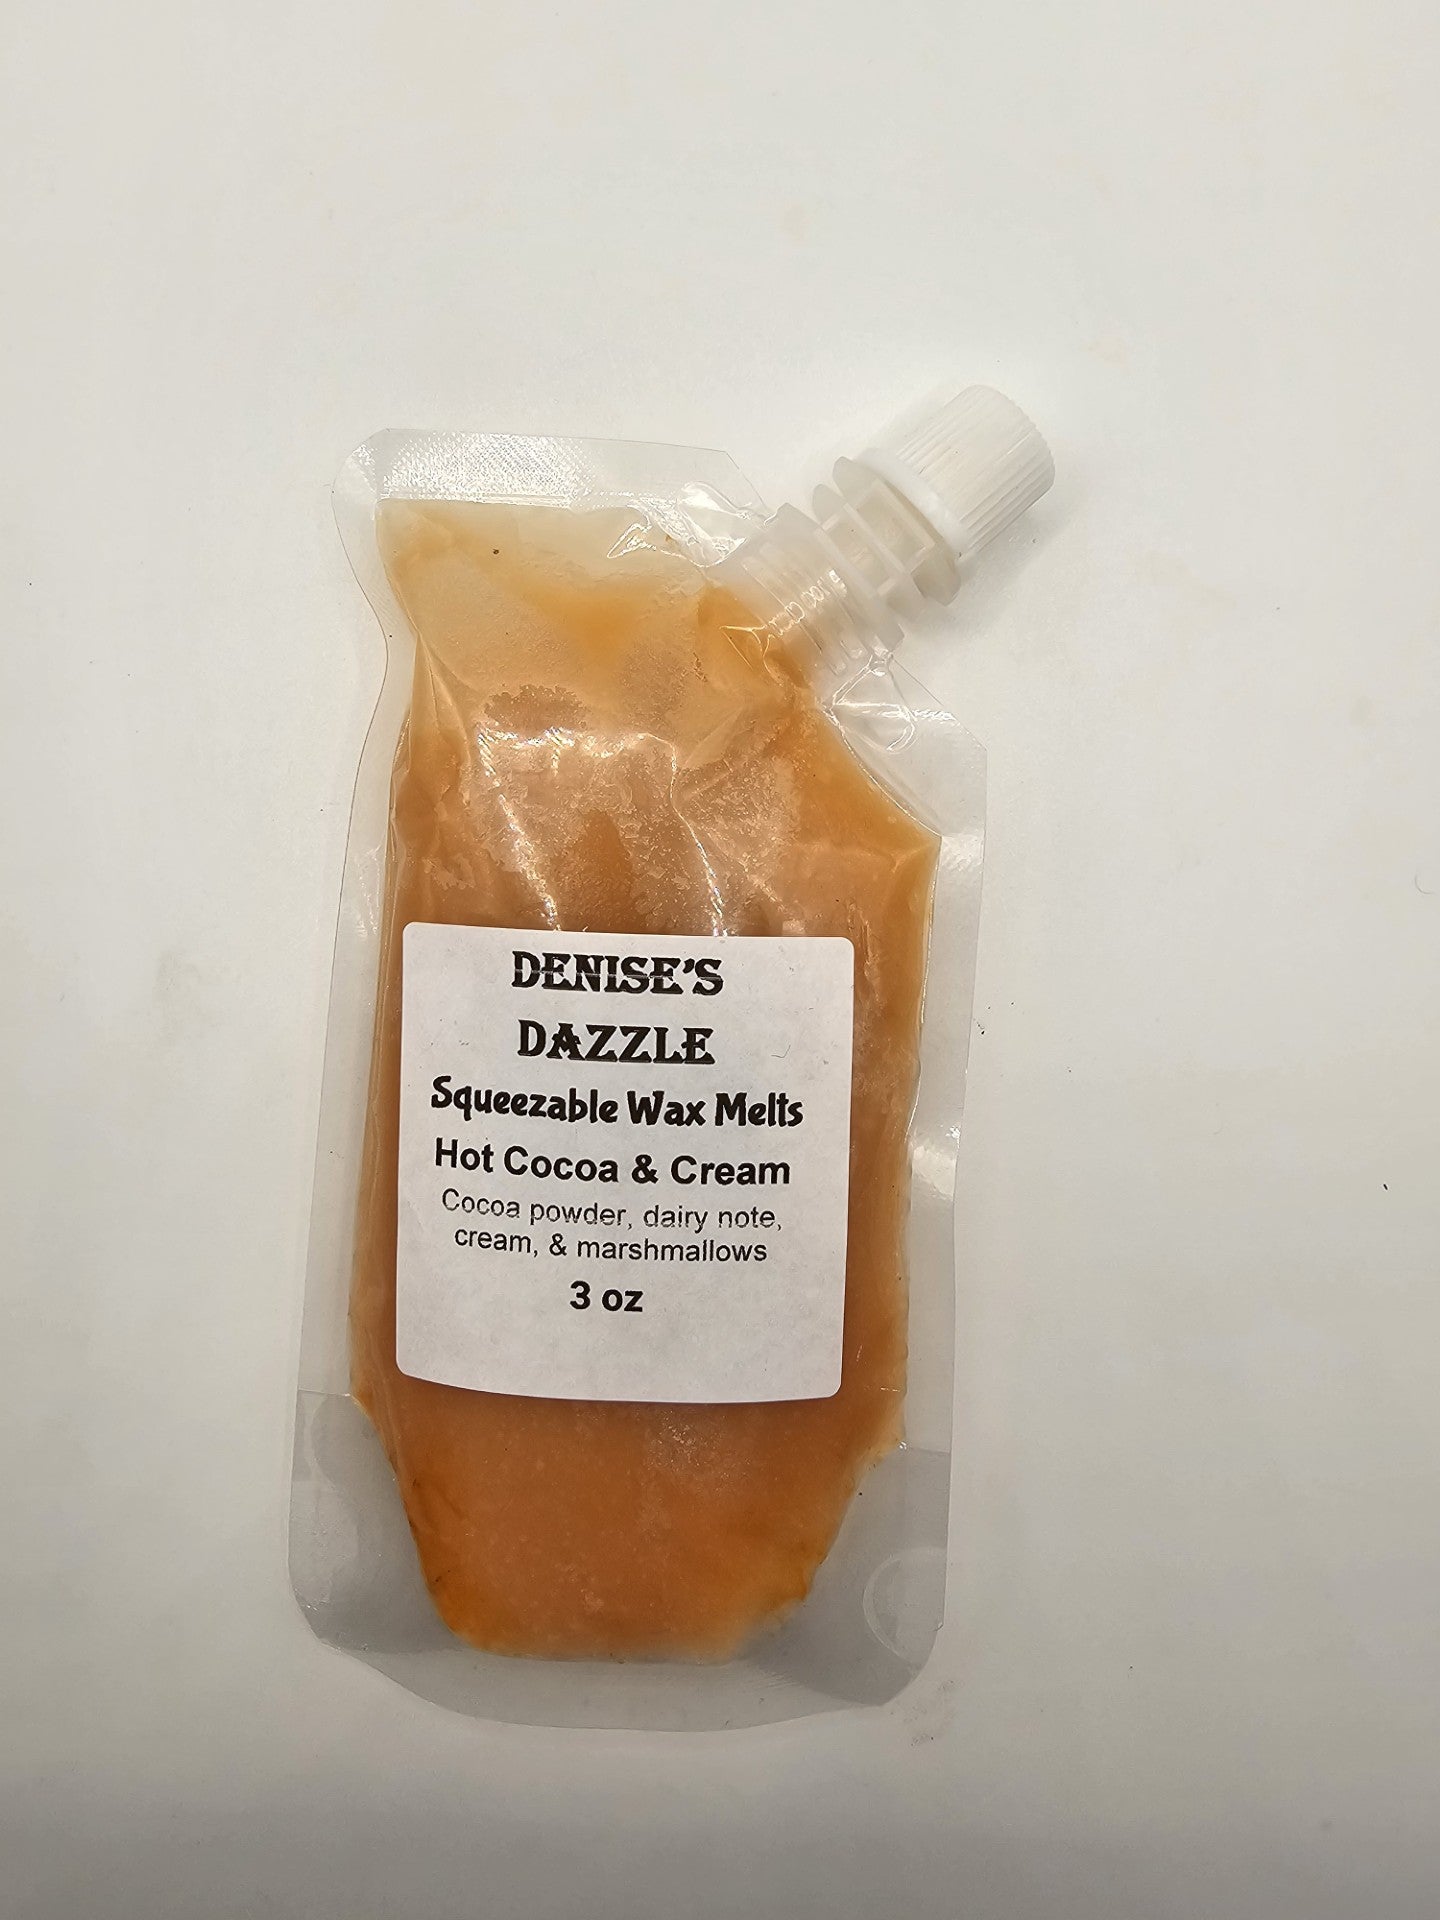 DENISE'S
DAZZLE
Squeezable Wax Melts
Hot Cocoa & Cream
Cocoa powder, dairy note,
cream, & marshmallows
3 oz